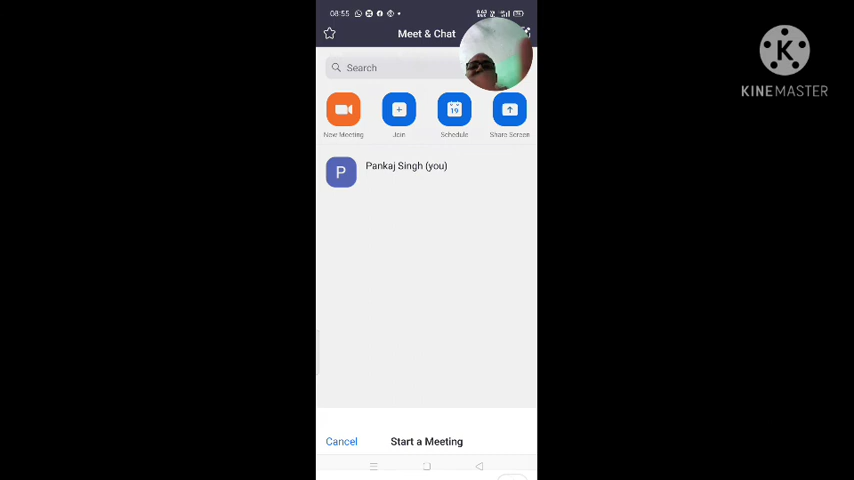 08:55
Meet & Chat
Search
19
New Meeting
Join
Schedule
Share Screen
P
Pankaj Singh (you)
Cancel
Start a Meeting
K
KINEMASTER